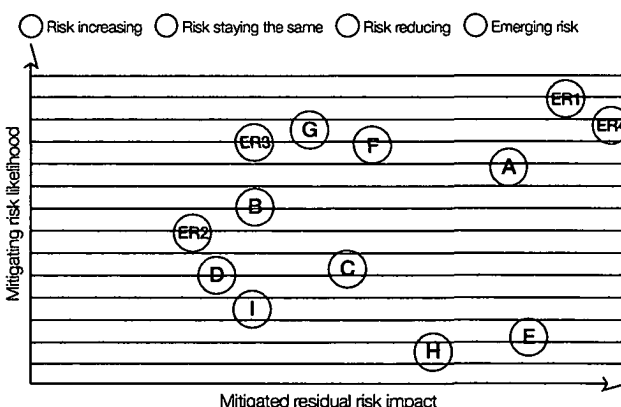 Risk increasing Risk staying the same Risk reducing Emerging risk
Mitigating risk likelihood
ER1
ER4
G
ER3
F
A
B
ER2
C
D
I
E
H
Mitigated residual risk impact